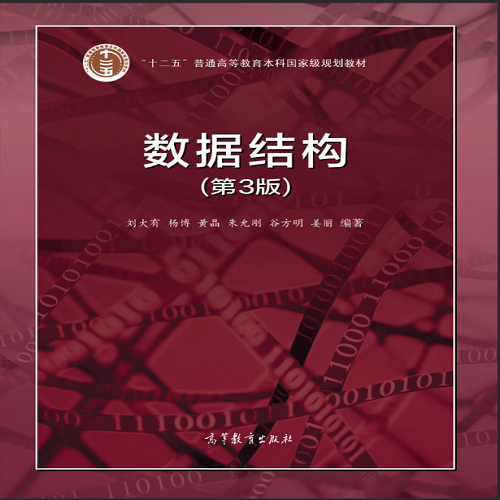 “十二五”普通高等教育本科国家级规划教材
数据结构
(第3版)
刘大有 杨博 黄晶 朱允刚 谷方明 姜丽 编著
高等教育出版社